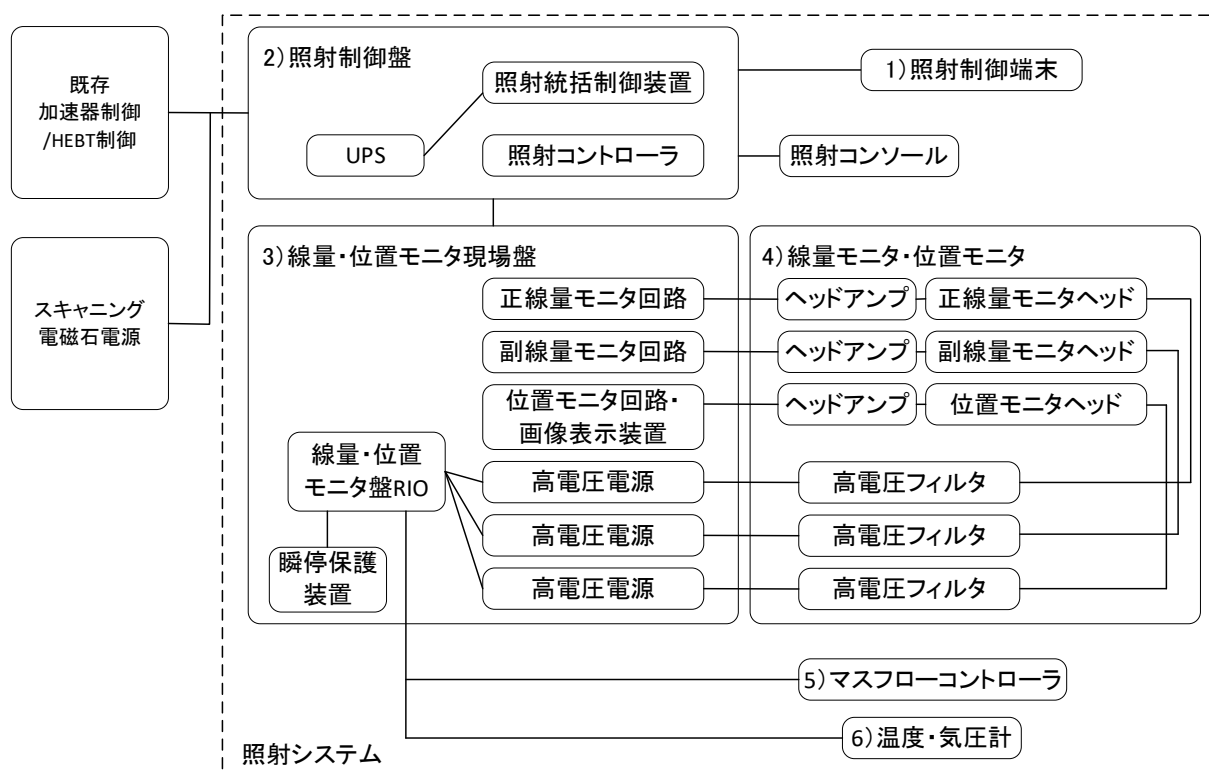 既存
加速器制御
/HEBT制御
スキャニング
電磁石電源
2）照射制御盤
照射統括制御装置
UPS
照射コントローラ
1）照射制御端末
照射コンソール
3）線量・位置モニタ現場盤
正線量モニタ回路
副線量モニタ回路
位置モニタ回路・
画像表示装置
線量・位置
モニタ盤RIO
高電圧電源
高電圧電源
高電圧電源
瞬停保護
装置
4）線量モニタ・位置モニタ
ヘッドアンプ
正線量モニタヘッド
ヘッドアンプ
副線量モニタヘッド
ヘッドアンプ
位置モニタヘッド
高電圧フィルタ
高電圧フィルタ
高電圧フィルタ
5）マスフローコントローラ
6）温度・気圧計
照射システム